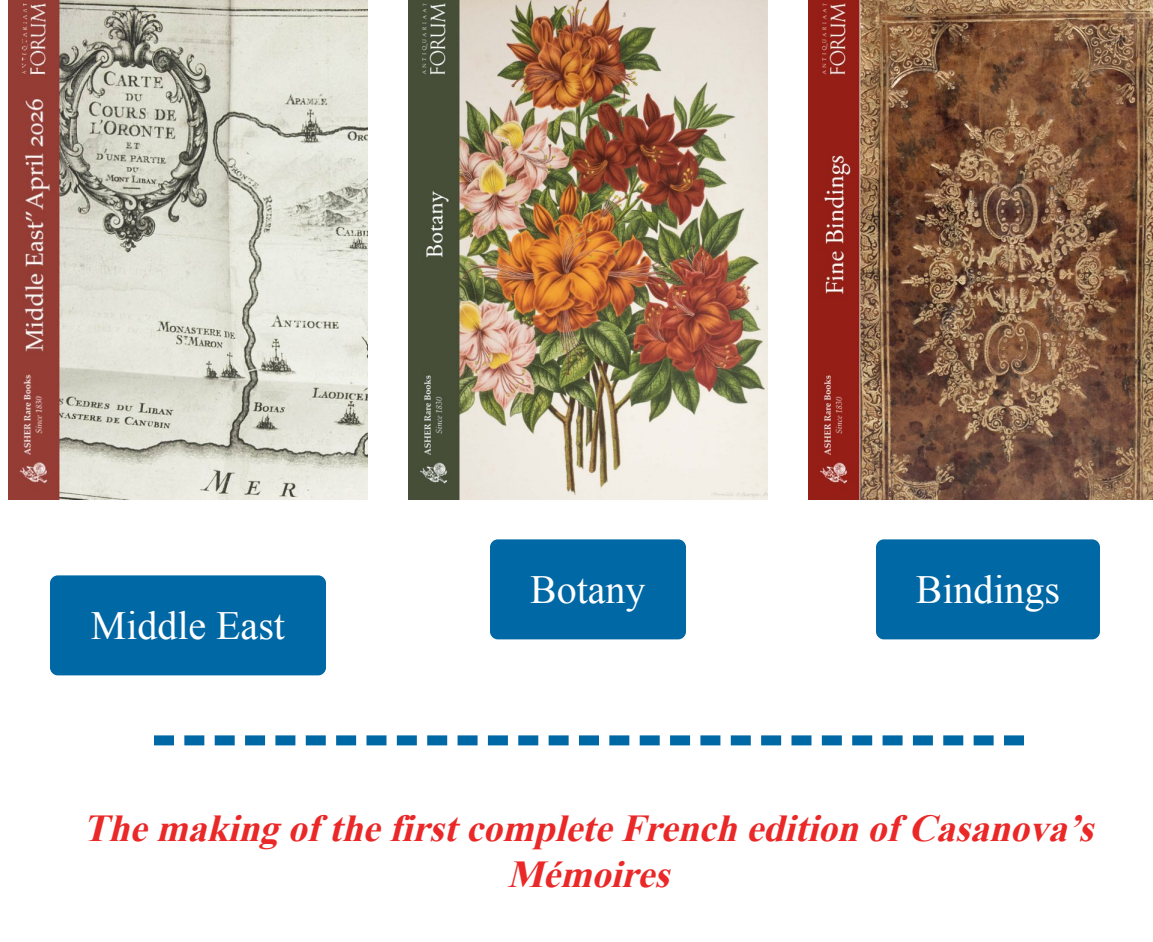 ANTIQUARIAAT
FORUM
Middle East" April 2026
ASHER Rare Books
Since 1830
CARTE
DU
COURS DE
L'ORONTE
ET
D'UNE PARTIE
DU
MONT LIBAN
APAMÉE
ORO
ORONTE
CALBI
MONASTERE DE
ST. MARON
ANTIOCHE
S CEDRES DU LIBAN
NASTERE DE CANUBIN
BOIAS
LAODICÉE
MER
ANTIQUARIAAT
FORUM
Botany
ASHER Rare Books
Since 1830
ANTIQUARIAAT
FORUM
Fine Bindings
ASHER Rare Books
Since 1830
Middle East
Botany
Bindings
The making of the first complete French edition of Casanova’s
Mémoires